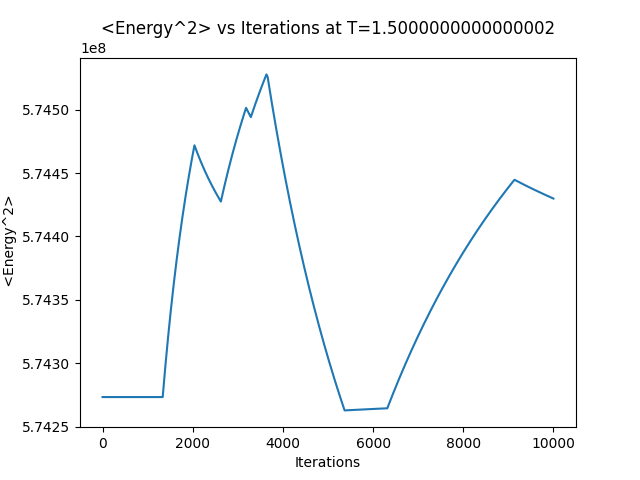 <Energy^2> vs Iterations at T=1.5000000000000002
1e8
5.7450
5.7445
5.7440
5.7435
5.7430
5.7425
<Energy^2>
0 2000 4000 6000 8000 10000
Iterations